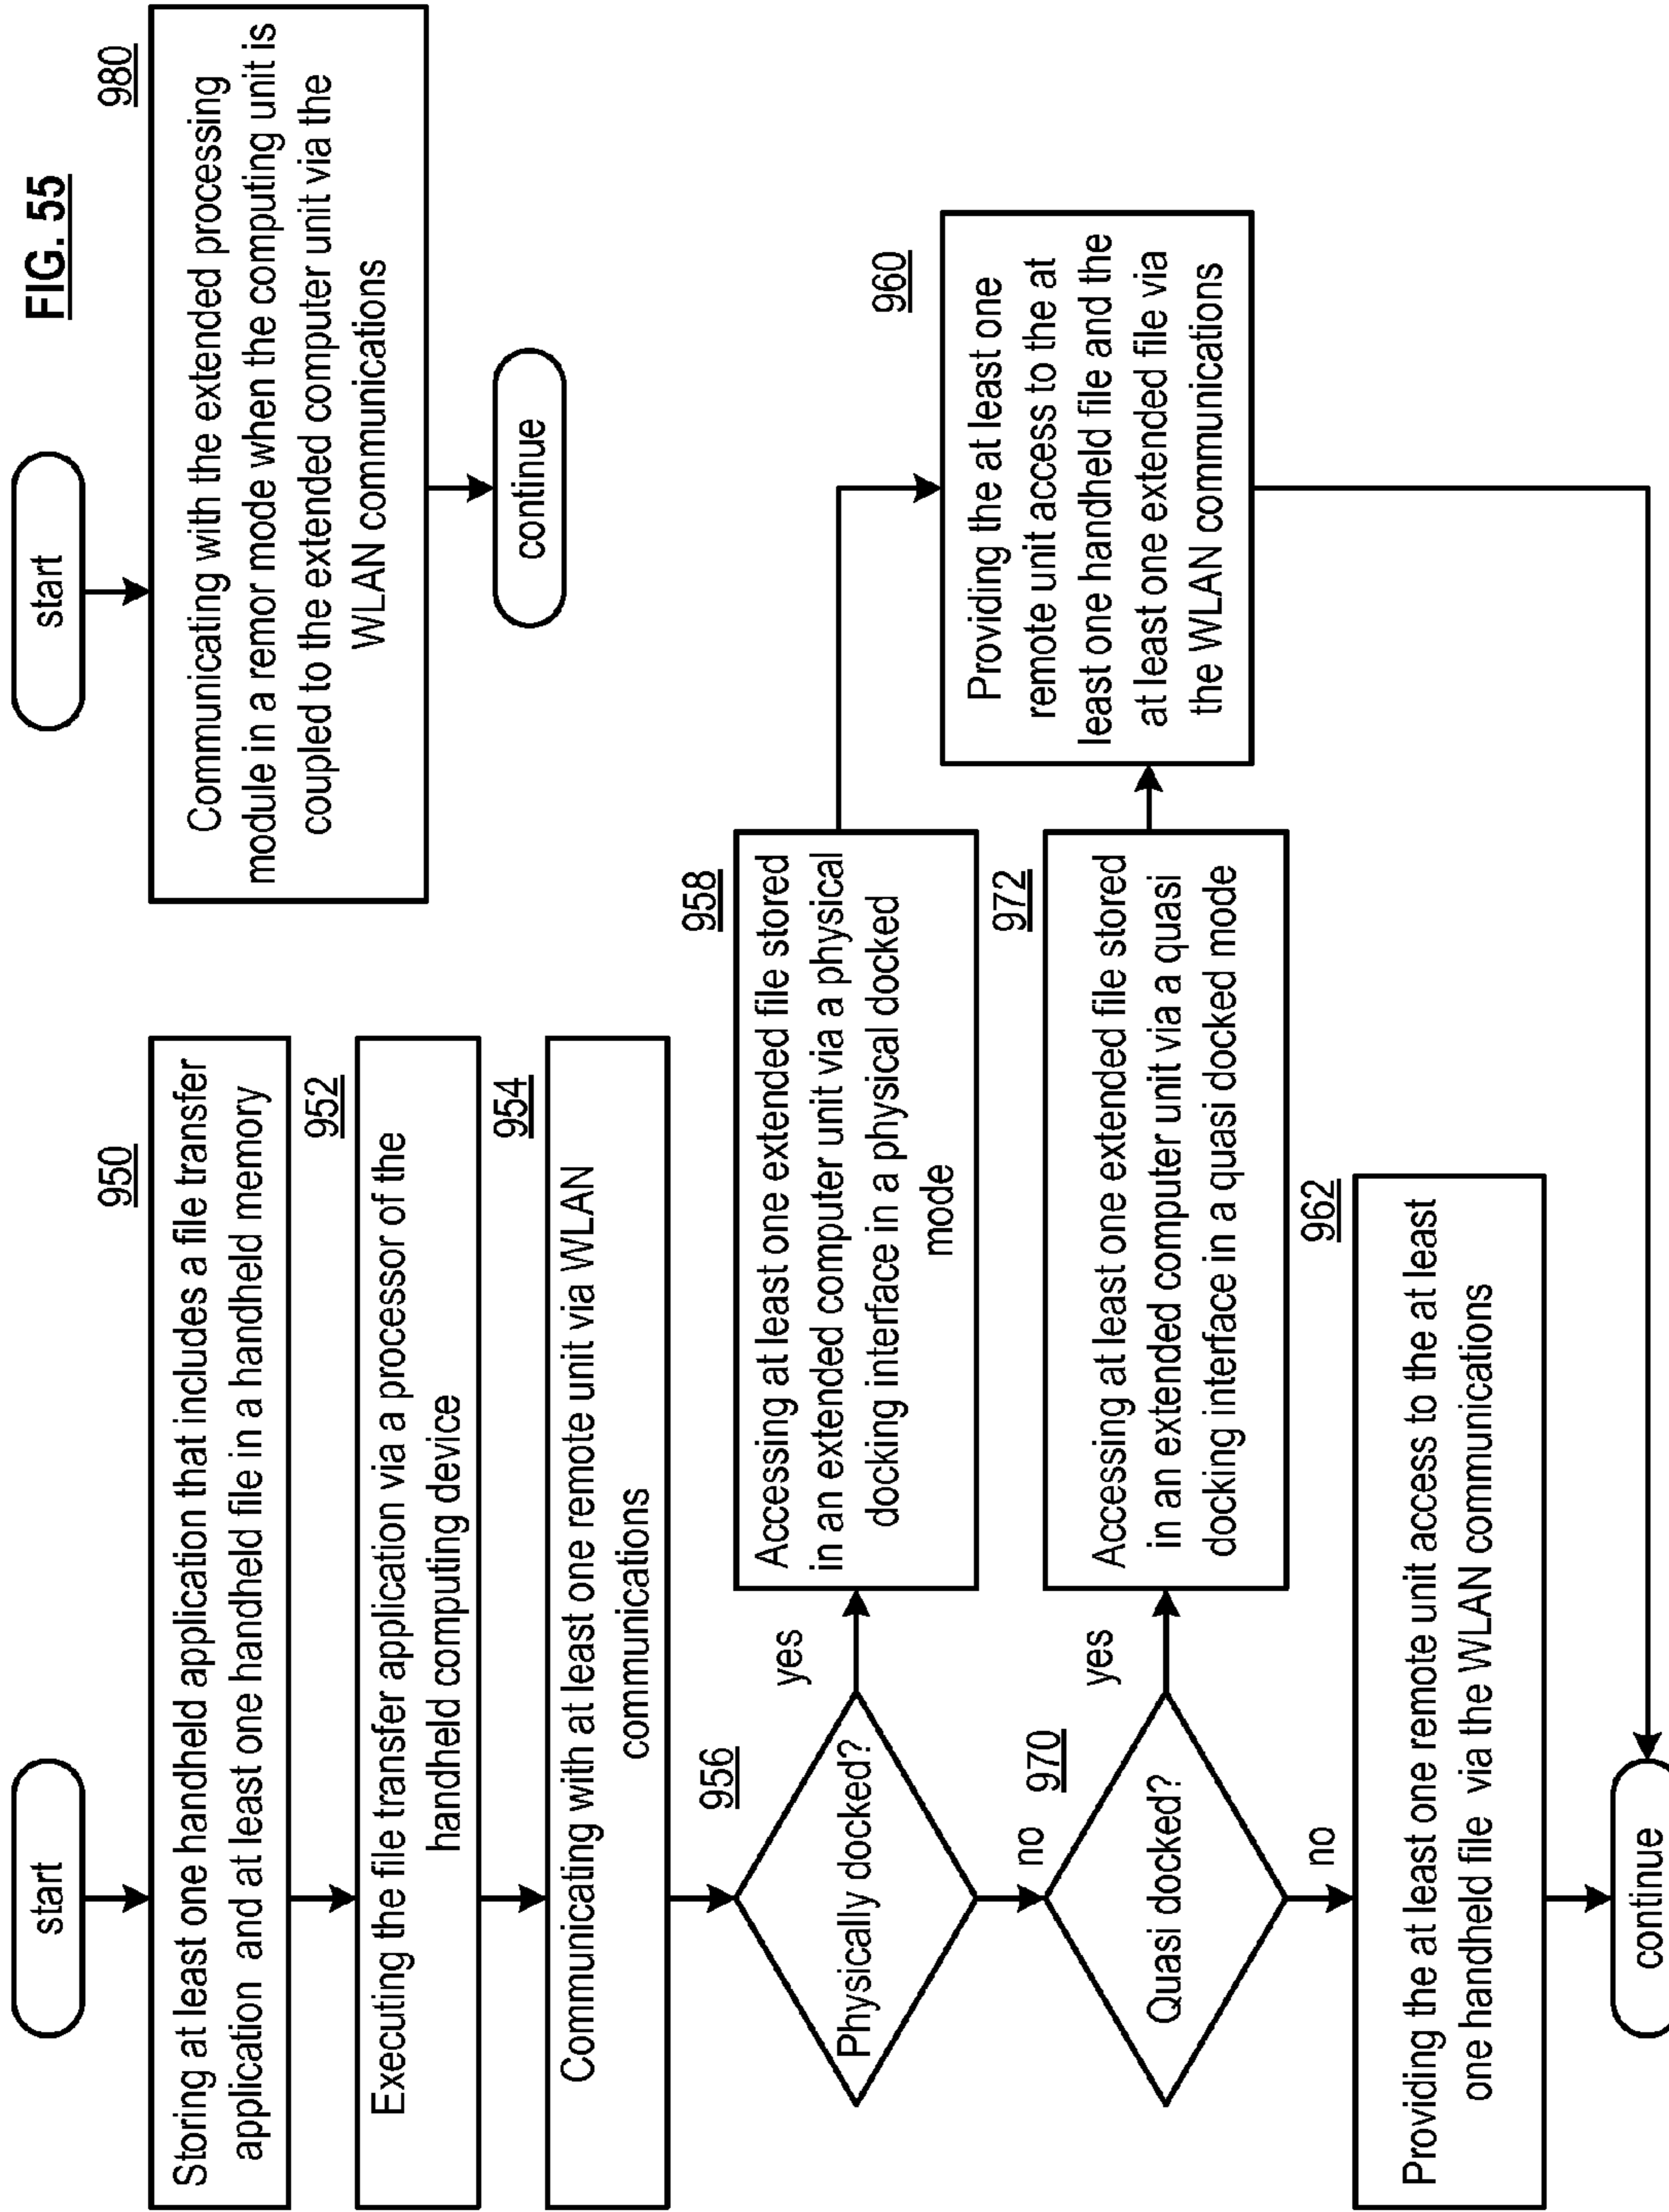 FIG. 55
start
980
Communicating with the extended processing
module in a remor mode when the computing unit is
coupled to the extended computer unit via the
WLAN communications
continue
start
950
Storing at least one handheld application that includes a file transfer
application and at least one handheld file in a handheld memory
952
Executing the file transfer application via a processor of the
handheld computing device
954
Communicating with at least one remote unit via WLAN
communications
956
Physically docked?
yes
no
958
Accessing at least one extended file stored
in an extended computer unit via a physical
docking interface in a physical docked
mode
960
Providing the at least one
remote unit access to the at
least one handheld file and the
at least one extended file via
the WLAN communications
970
Quasi docked?
yes
no
972
Accessing at least one extended file stored
in an extended computer unit via a quasi
docking interface in a quasi docked mode
962
Providing the at least one remote unit access to the at least
one handheld file via the WLAN communications
continue